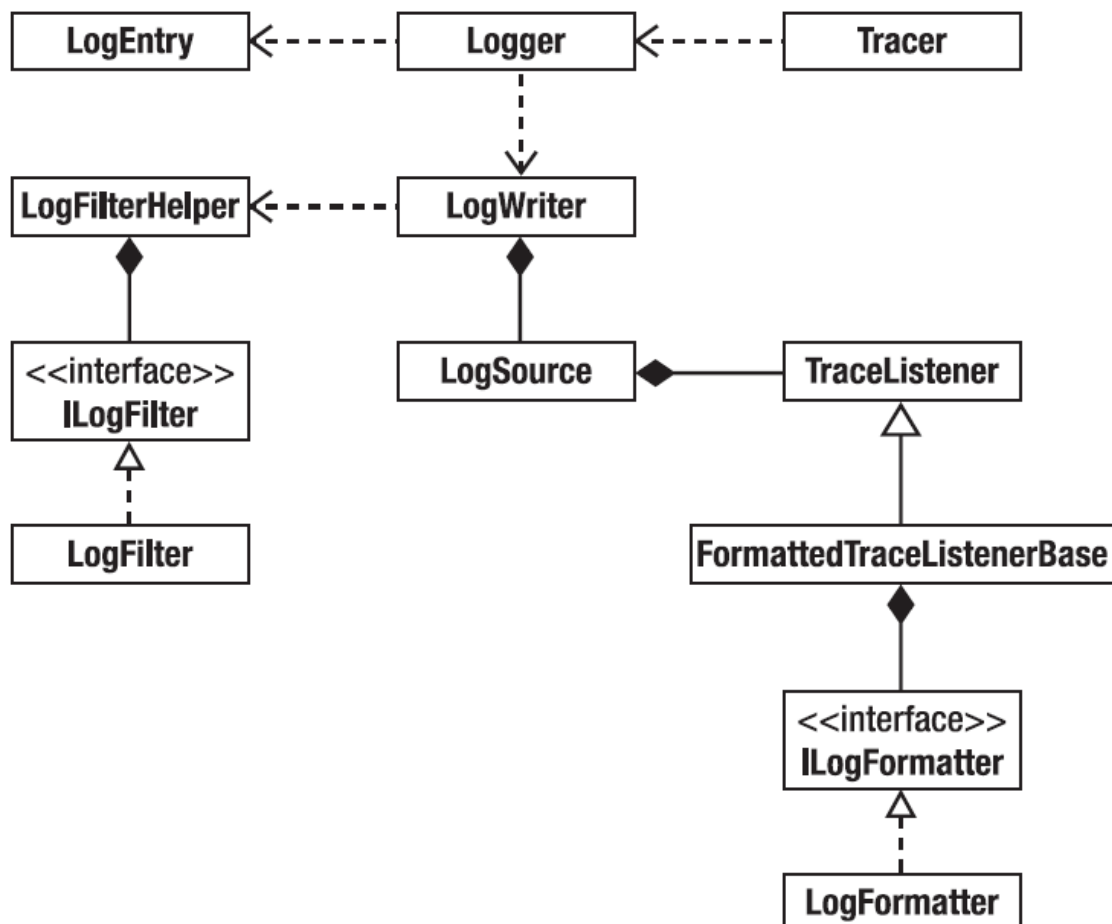 LogEntry
Logger
Tracer
LogFilterHelper
LogWriter
<<interface>>
ILogFilter
LogSource
TraceListener
LogFilter
FormattedTraceListenerBase
<<interface>>
ILogFormatter
LogFormatter